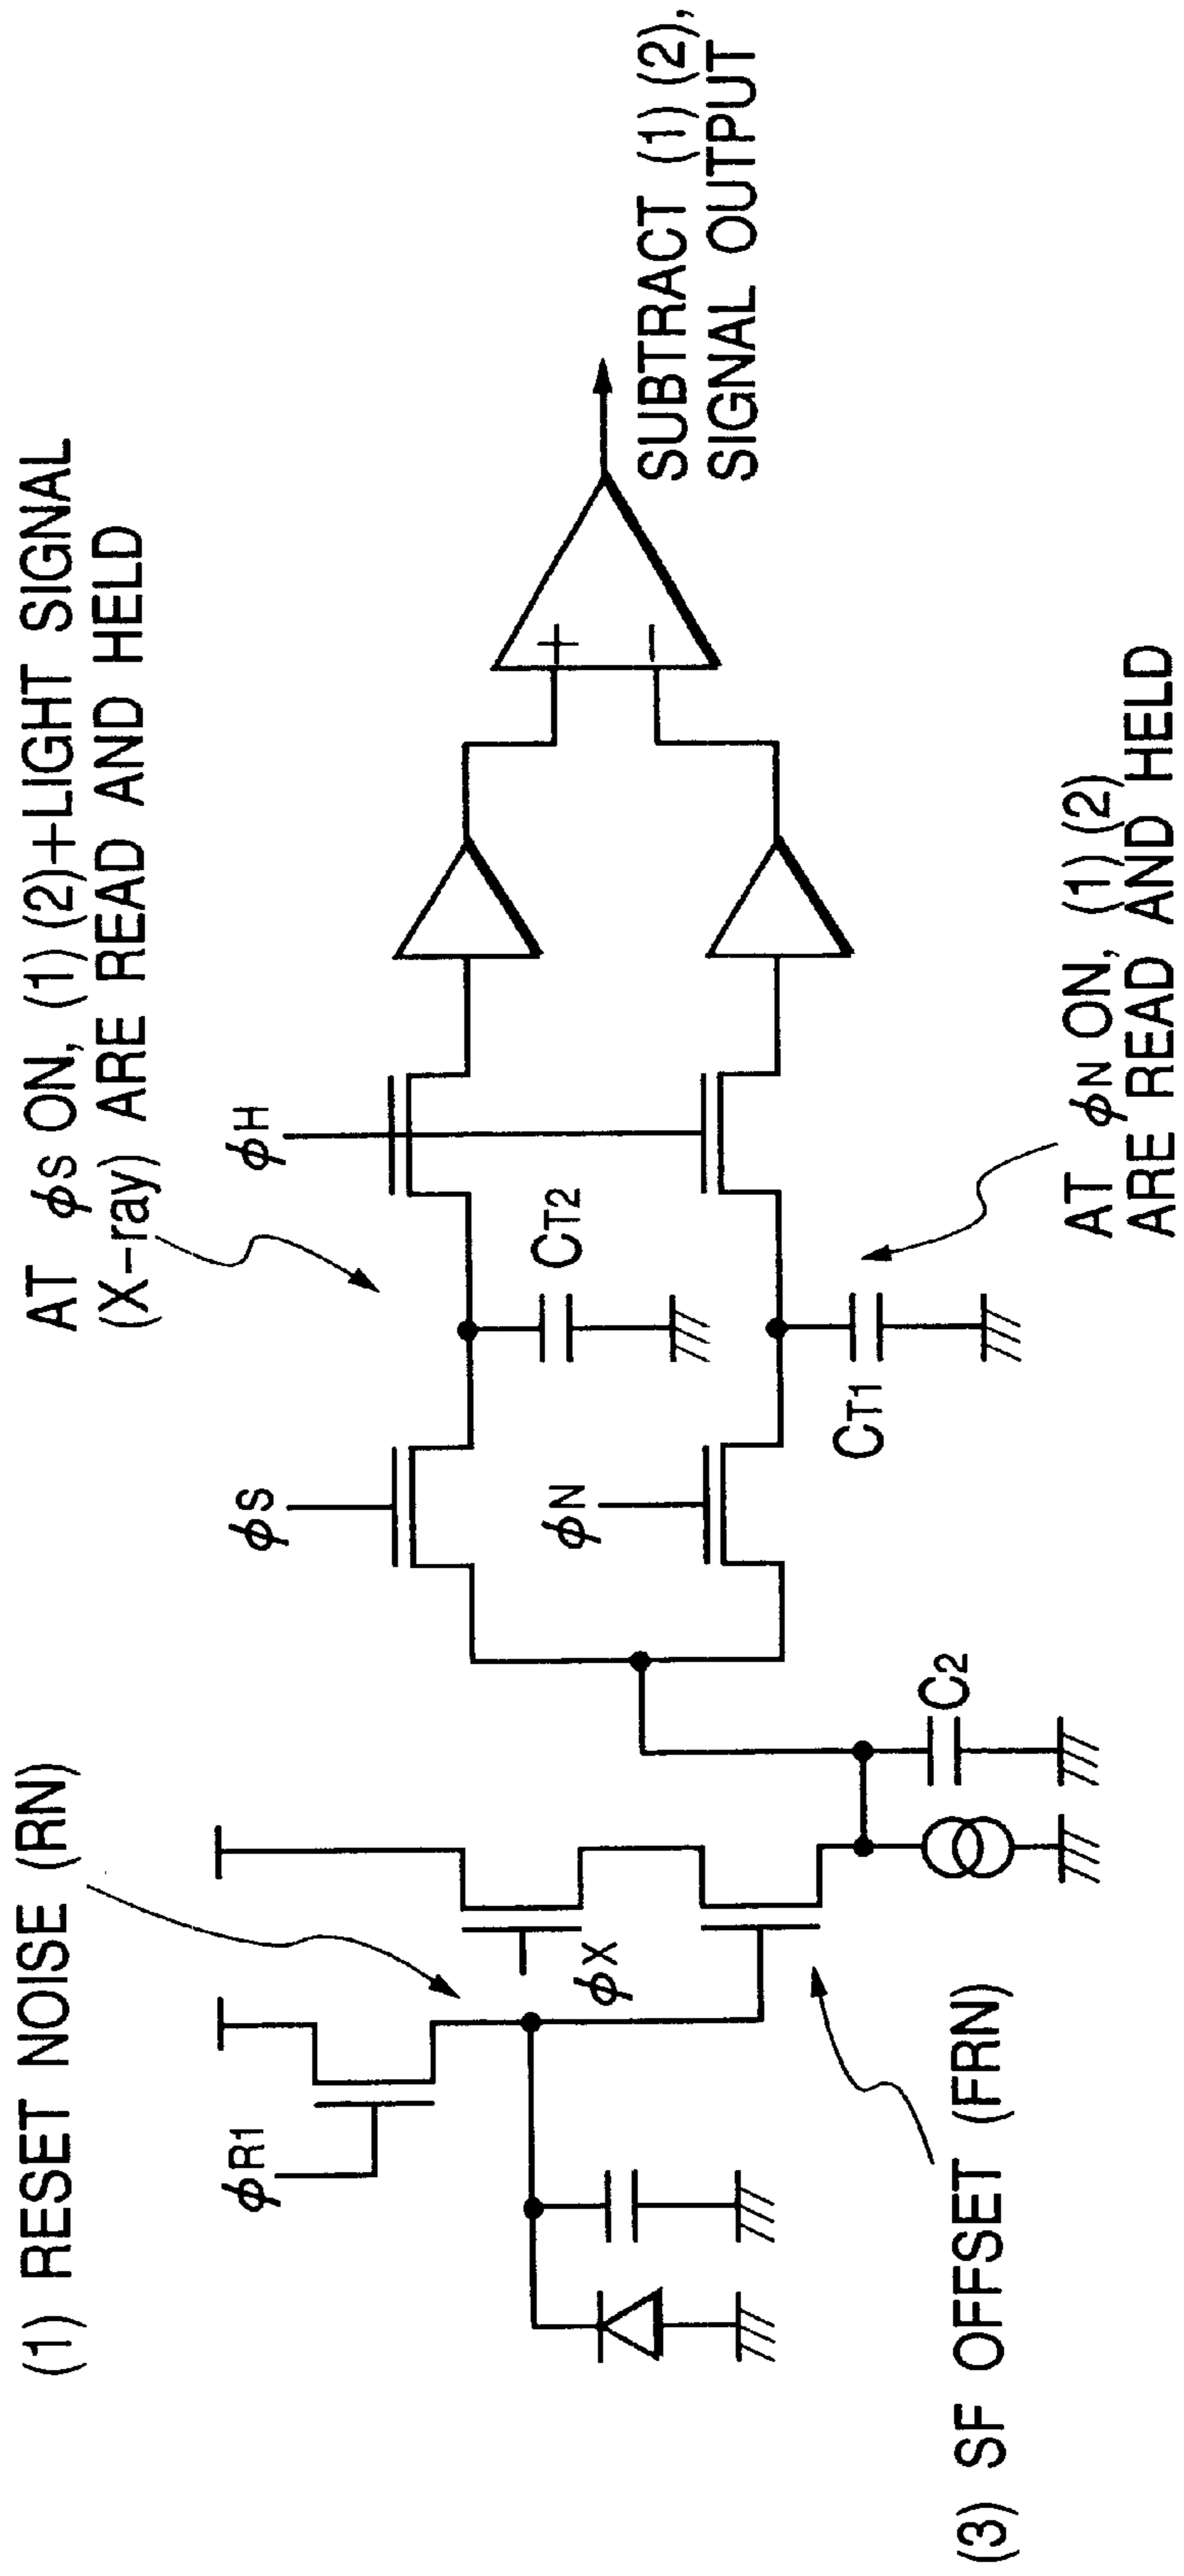 (1) RESET NOISE (RN)
AT ϕS ON, (1) (2)+LIGHT SIGNAL
(X-ray) ARE READ AND HELD
ϕR1
ϕX
ϕS
ϕH
ϕN
CT2
CT1
C2
SUBTRACT (1) (2),
SIGNAL OUTPUT
+
−
(3) SF OFFSET (FRN)
AT ϕN ON, (1) (2)
ARE READ AND HELD